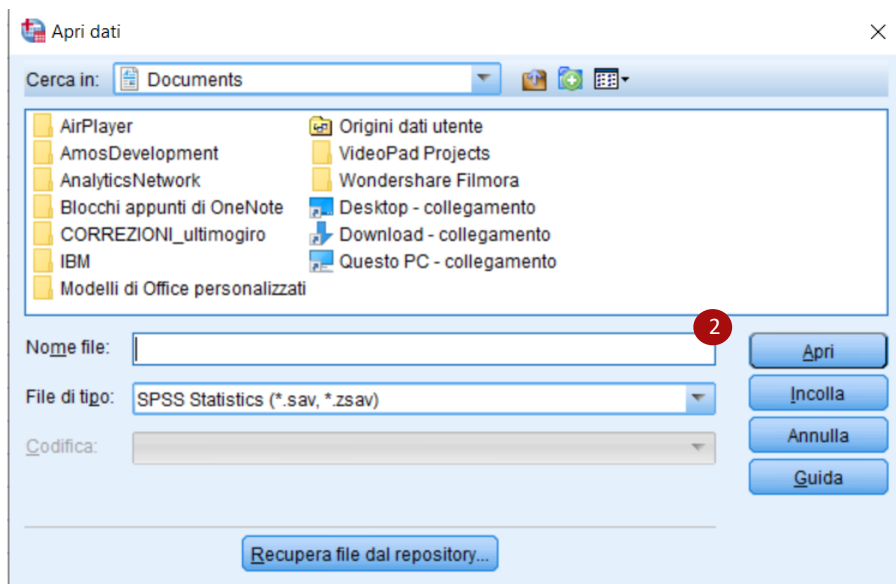 Apri dati
Cerca in: Documents
AirPlayer
AmosDevelopment
AnalyticsNetwork
Blocchi appunti di OneNote
CORREZIONI_ultimogiro
IBM
Modelli di Office personalizzati
Origini dati utente
VideoPad Projects
Wondershare Filmora
Desktop - collegamento
Download - collegamento
Questo PC - collegamento
2
Nome file:
Apri
File di tipo: SPSS Statistics (*.sav, *.zsav)
Incolla
Codifica:
Annulla
Guida
Recupera file dal repository...